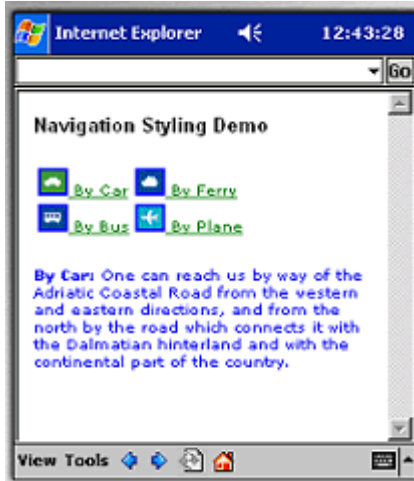 Internet Explorer 12:43:28
Go
Navigation Styling Demo
By Car By Ferry
By Bus By Plane
By Car: One can reach us by way of the
Adriatic Coastal Road from the western
and eastern directions, and from the
north by the road which connects it with
the Dalmatian hinterland and with the
continental part of the country.
View Tools